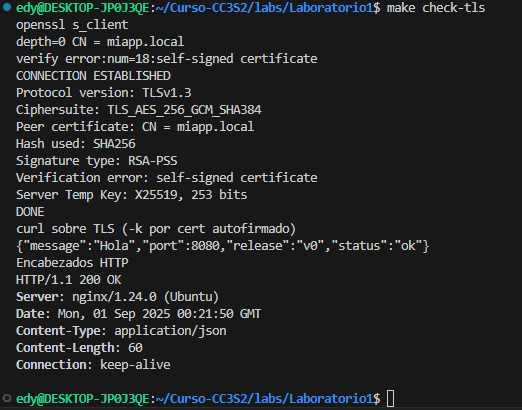 edy@DESKTOP-JP0J3QE:~/Curso-CC3S2/labs/Laboratorio1$ make check-tls
openssl s_client
depth=0 CN = miapp.local
verify error:num=18:self-signed certificate
CONNECTION ESTABLISHED
Protocol version: TLSv1.3
Ciphersuite: TLS_AES_256_GCM_SHA384
Peer certificate: CN = miapp.local
Hash used: SHA256
Signature type: RSA-PSS
Verification error: self-signed certificate
Server Temp Key: X25519, 253 bits
DONE
curl sobre TLS (-k por cert autofirmado)
{"message":"Hola","port":8080,"release":"v0","status":"ok"}
Encabezados HTTP
HTTP/1.1 200 OK
Server: nginx/1.24.0 (Ubuntu)
Date: Mon, 01 Sep 2025 00:21:50 GMT
Content-Type: application/json
Content-Length: 60
Connection: keep-alive
edy@DESKTOP-JP0J3QE:~/Curso-CC3S2/labs/Laboratorio1$